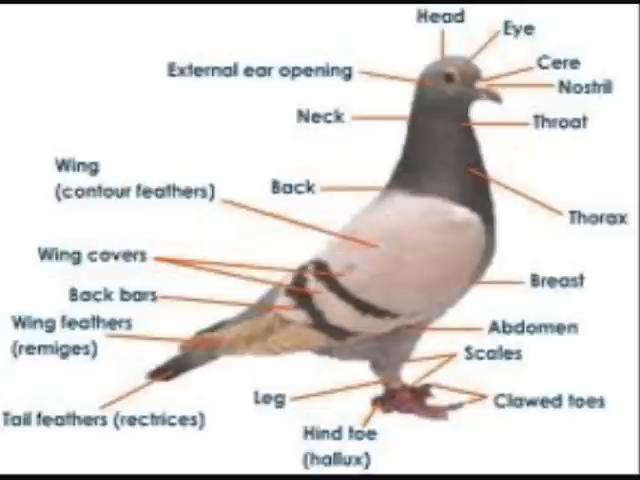 Head
Eye
Cere
External ear opening
Nostril
Neck
Throat
Wing
(contour feathers)
Back
Thorax
Wing covers
Breast
Back bars
Wing feathers
(remiges)
Abdomen
Scales
Leg
Clawed toes
Tail feathers (rectrices)
Hind toe
(hallux)